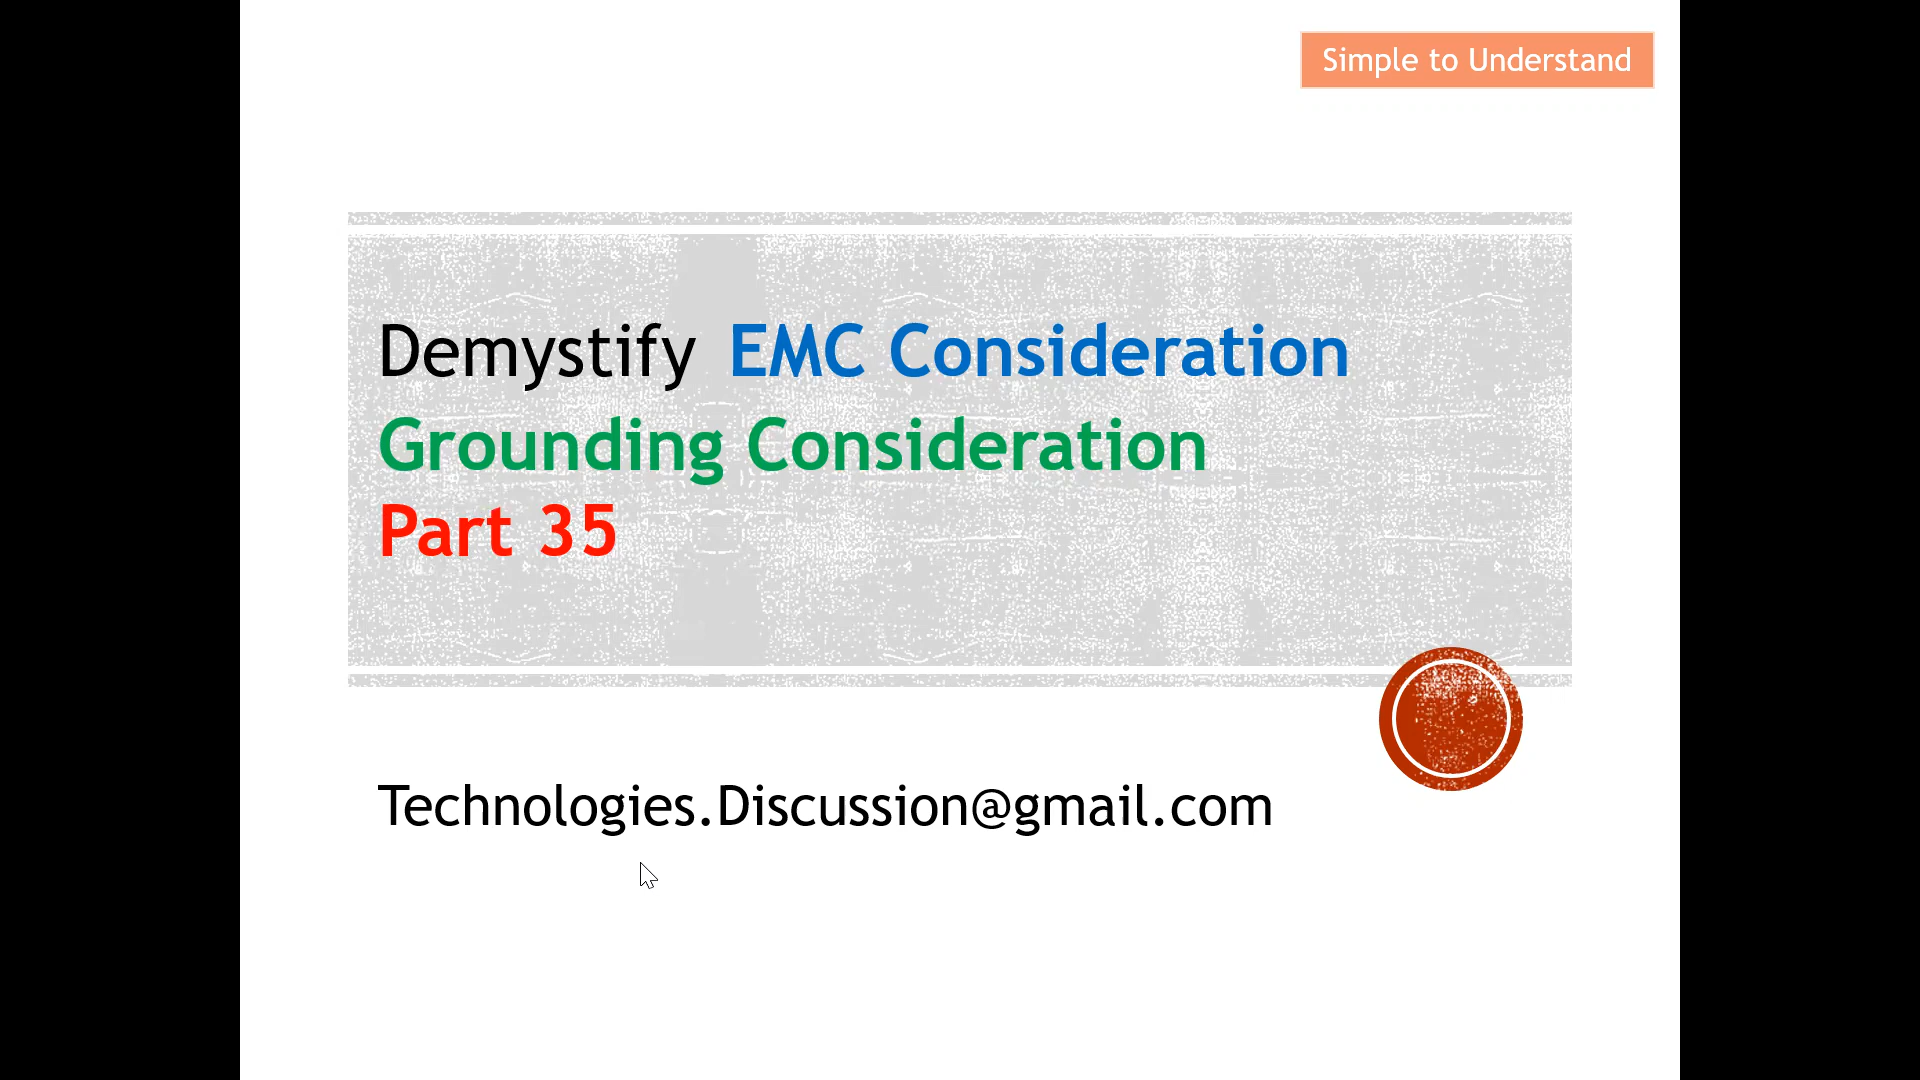 Simple to Understand
Demystify EMC Consideration
Grounding Consideration
Part 35
Technologies.Discussion@gmail.com